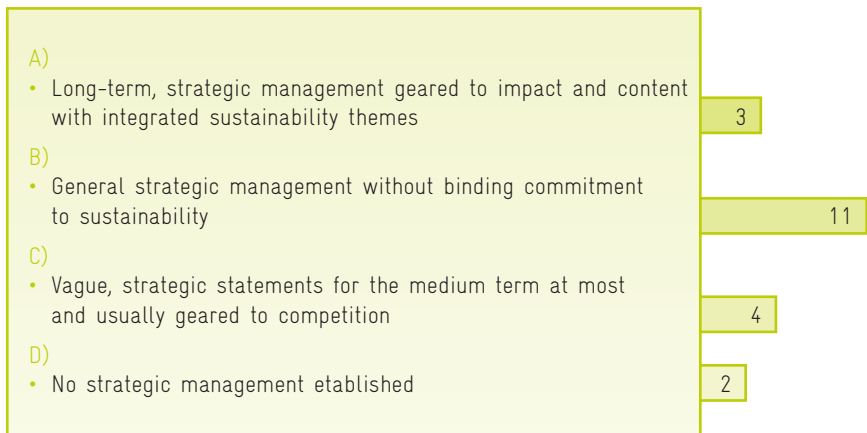 A)
• Long-term, strategic management geared to impact and content
with integrated sustainability themes
3
B)
• General strategic management without binding commitment
to sustainability
11
C)
• Vague, strategic statements for the medium term at most
and usually geared to competition
4
D)
• No strategic management etablished
2